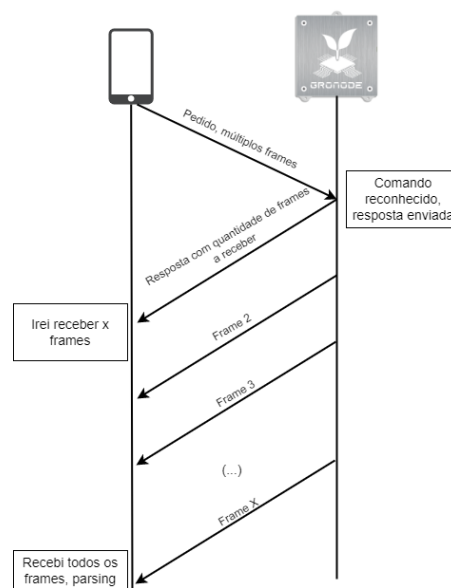 GRONODE
Pedido, múltiplos frames
Comando
reconhecido,
resposta enviada
Resposta com quantidade de frames
a receber
Irei receber x
frames
Frame 2
Frame 3
(...)
Frame X
Recebi todos os
frames, parsing